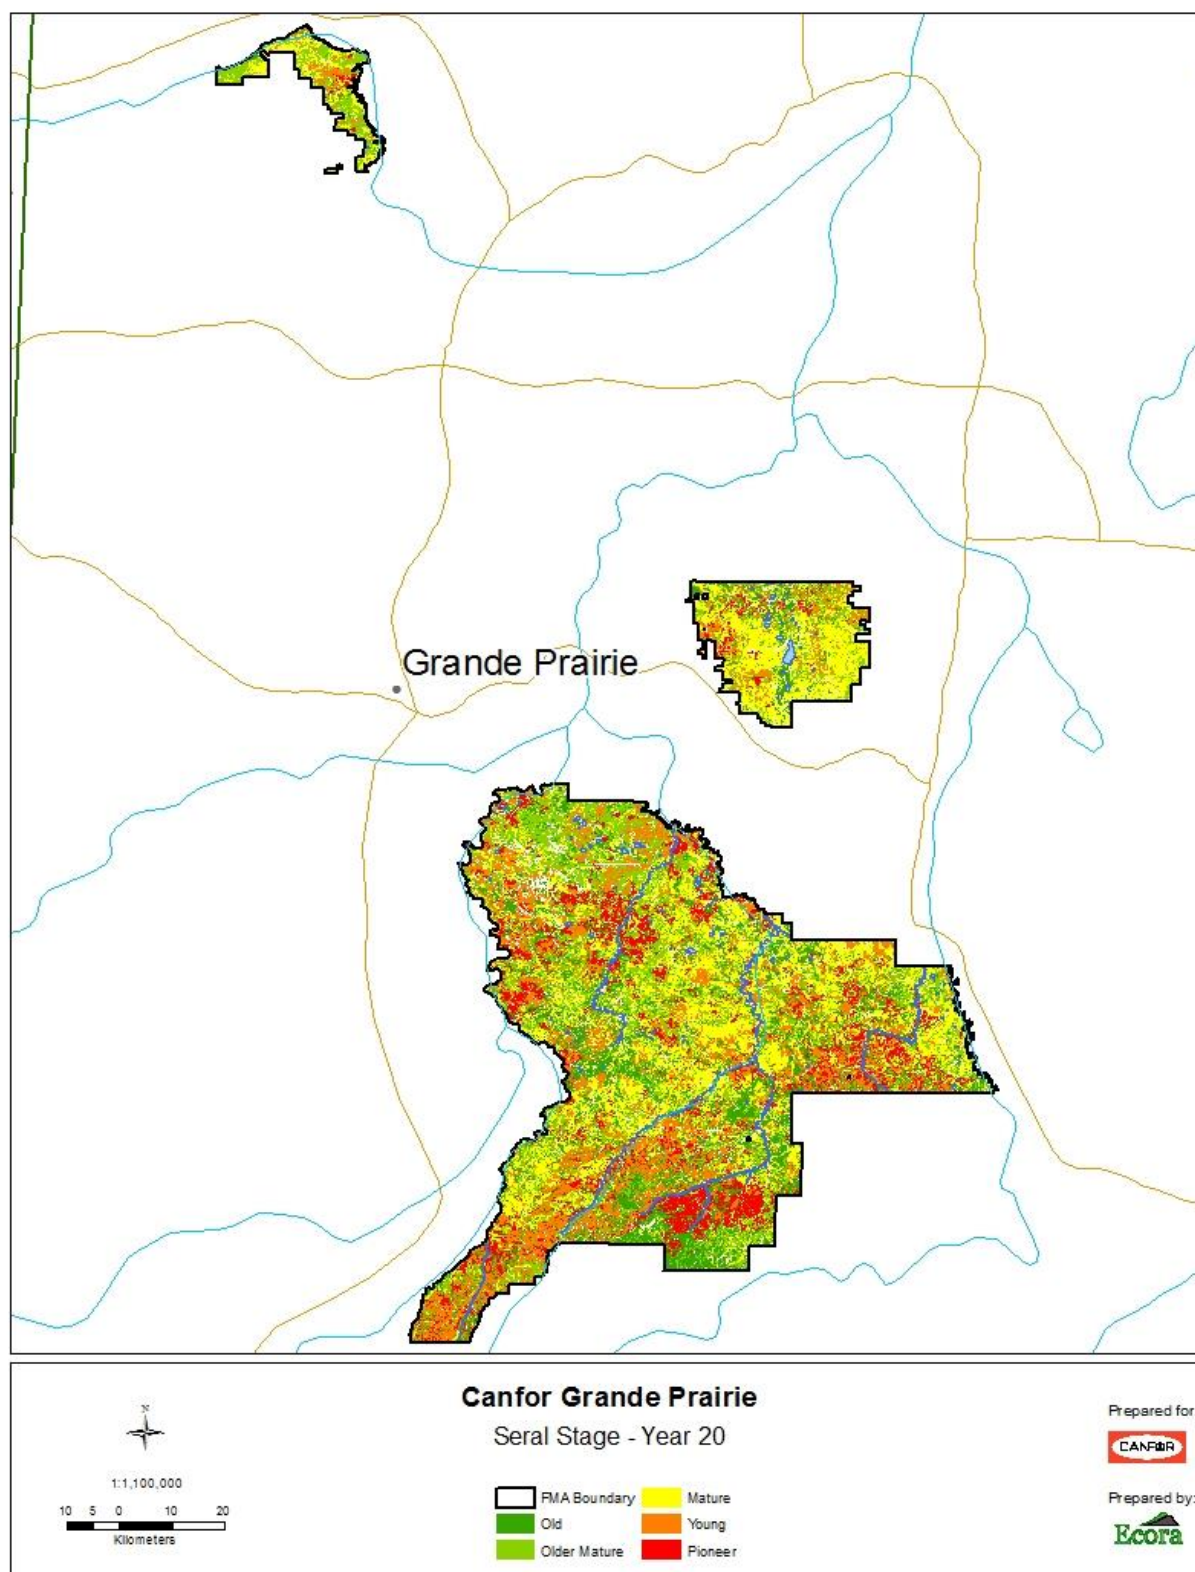 Grande Prairie
Canfor Grande Prairie
Seral Stage - Year 20
N
1:1,100,000
10 5 0 10 20
Kilometers
FMA Boundary
Old
Older Mature
Mature
Young
Pioneer
Prepared for
CANFOR
Prepared by:
Ecora